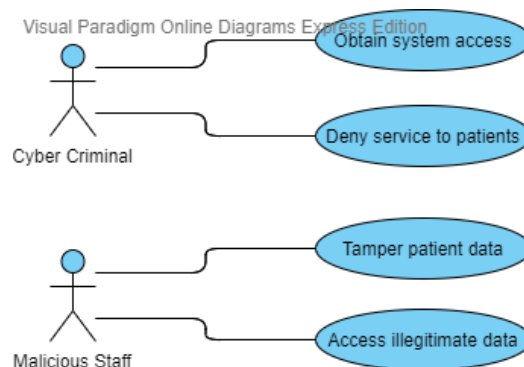 Visual Paradigm Online Diagrams Express Edition
Obtain system access
Deny service to patients
Cyber Criminal
Tamper patient data
Access illegitimate data
Malicious Staff